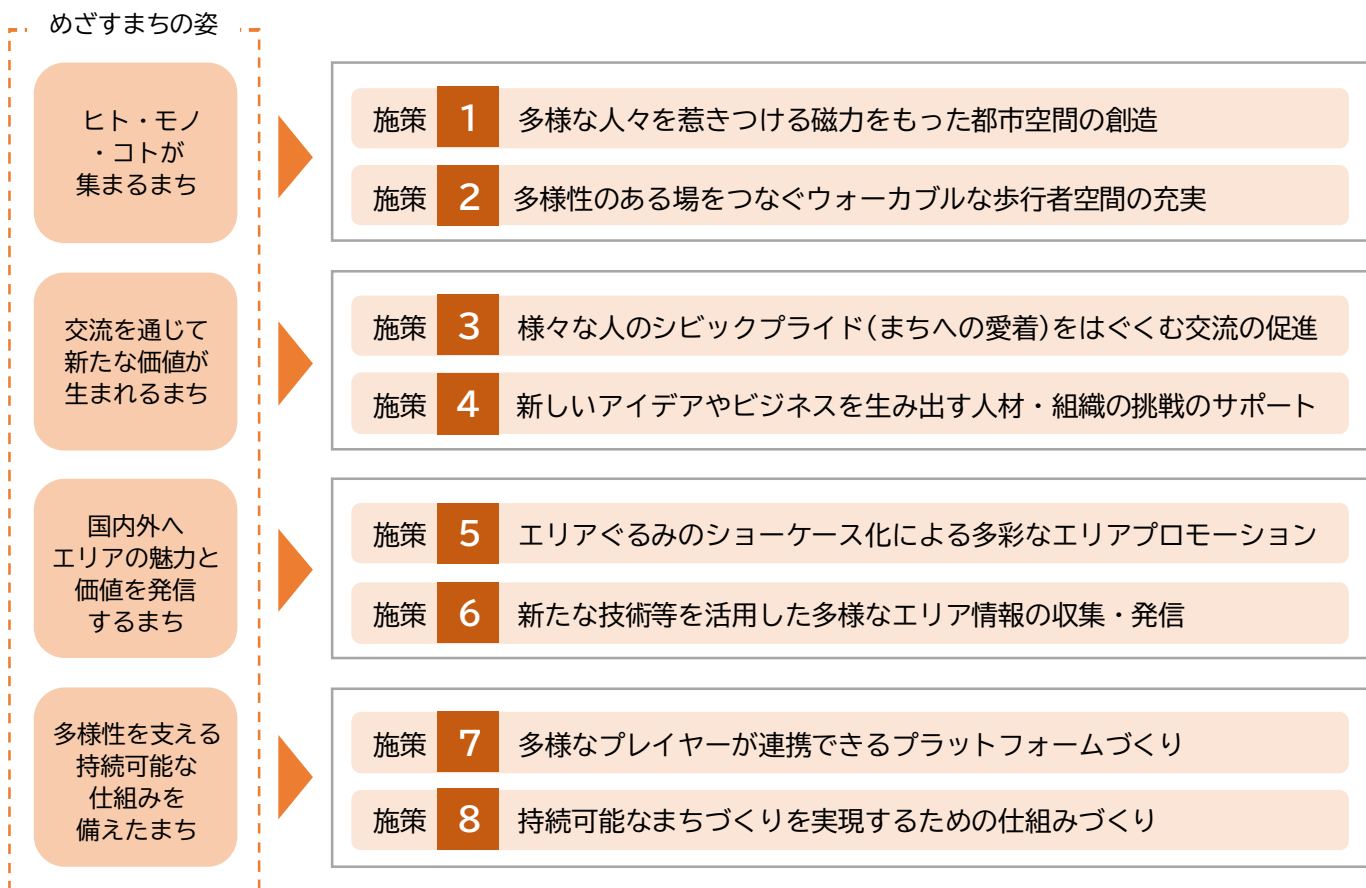 めざすまちの姿
ヒト・モノ
・コトが
集まるまち
施策 1 多様な人々を惹きつける磁力をもった都市空間の創造
施策 2 多様性のある場をつなぐウォーカブルな歩行者空間の充実
交流を通じて
新たな価値が
生まれるまち
施策 3 様々な人のシビックプライド(まちへの愛着)をはぐくむ交流の促進
施策 4 新しいアイデアやビジネスを生み出す人材・組織の挑戦のサポート
国内外へ
エリアの魅力と
価値を発信
するまち
施策 5 エリアぐるみのショーケース化による多彩なエリアプロモーション
施策 6 新たな技術等を活用した多様なエリア情報の収集・発信
多様性を支える
持続可能な
仕組みを
備えたまち
施策 7 多様なプレイヤーが連携できるプラットフォームづくり
施策 8 持続可能なまちづくりを実現するための仕組みづくり